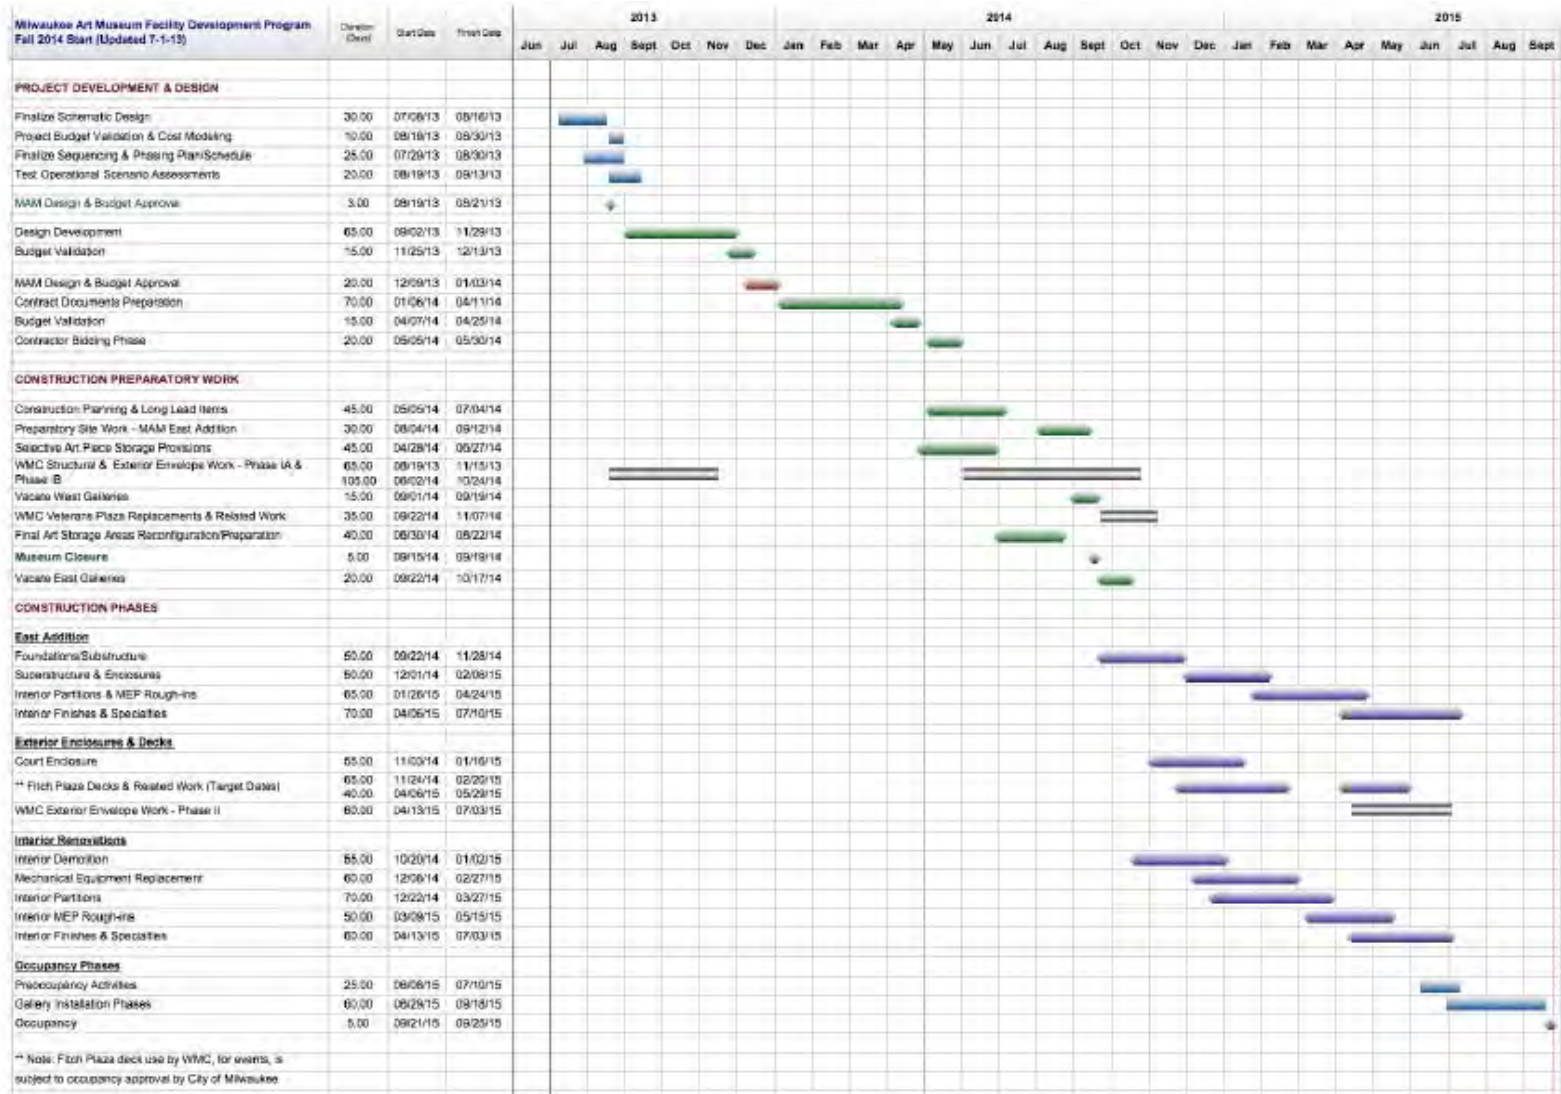 Milwaukee Art Museum Facility Development Program
Fall 2014 Start (Updated 7-1-13)
Duration (Days) Start Date Finish Date
2013 2014 2015
Jun Jul Aug Sept Oct Nov Dec Jan Feb Mar Apr May Jun Jul Aug Sept Oct Nov Dec Jan Feb Mar Apr May Jun Jul Aug Sept
PROJECT DEVELOPMENT & DESIGN
Finalize Schematic Design 30.00 07/08/13 08/16/13
Project Budget Validation & Cost Modeling 10.00 08/19/13 08/30/13
Finalize Sequencing & Phasing Plan/Schedule 25.00 07/29/13 08/30/13
Test Operational Scenario Assessments 20.00 08/19/13 09/13/13
MAM Design & Budget Approval 3.00 08/19/13 08/21/13
Design Development 65.00 09/02/13 11/29/13
Budget Validation 15.00 11/25/13 12/13/13
MAM Design & Budget Approval 20.00 12/09/13 01/03/14
Contract Documents Preparation 70.00 01/06/14 04/11/14
Budget Validation 15.00 04/07/14 04/25/14
Contractor Bidding Phase 20.00 05/05/14 05/30/14
CONSTRUCTION PREPARATORY WORK
Construction Planning & Long Lead Items 45.00 05/05/14 07/04/14
Preparatory Site Work - MAM East Addition 30.00 08/04/14 09/12/14
Selective Art Piece Storage Provisions 45.00 04/28/14 06/27/14
WMC Structural & Exterior Envelope Work - Phase IA & 65.00 08/19/13 11/15/13
Phase IB 105.00 06/02/14 10/24/14
Vacate West Galleries 15.00 09/01/14 09/19/14
WMC Veterans Plaza Replacements & Related Work 35.00 09/22/14 11/07/14
Final Art Storage Areas Reconfiguration/Preparation 40.00 06/30/14 08/22/14
Museum Closure 5.00 09/15/14 09/19/14
Vacate East Galleries 20.00 09/22/14 10/17/14
CONSTRUCTION PHASES
East Addition
Foundations/Substructure 50.00 09/22/14 11/28/14
Superstructure & Enclosures 50.00 12/01/14 02/06/15
Interior Partitions & MEP Rough-ins 65.00 01/26/15 04/24/15
Interior Finishes & Specialties 70.00 04/06/15 07/10/15
Exterior Enclosures & Decks
Court Enclosure 55.00 11/03/14 01/16/15
** Fitch Plaza Decks & Related Work (Target Dates) 65.00 11/24/14 02/20/15
40.00 04/06/15 05/29/15
WMC Exterior Envelope Work - Phase II 60.00 04/13/15 07/03/15
Interior Renovations
Interior Demolition 55.00 10/20/14 01/02/15
Mechanical Equipment Replacement 60.00 12/08/14 02/27/15
Interior Partitions 70.00 12/22/14 03/27/15
Interior MEP Rough-ins 50.00 03/09/15 05/15/15
Interior Finishes & Specialties 60.00 04/13/15 07/03/15
Occupancy Phases
Preoccupancy Activities 25.00 06/08/15 07/10/15
Gallery Installation Phases 60.00 06/29/15 09/18/15
Occupancy 5.00 09/21/15 09/25/15
** Note: Fitch Plaza deck use by WMC, for events, is
subject to occupancy approval by City of Milwaukee